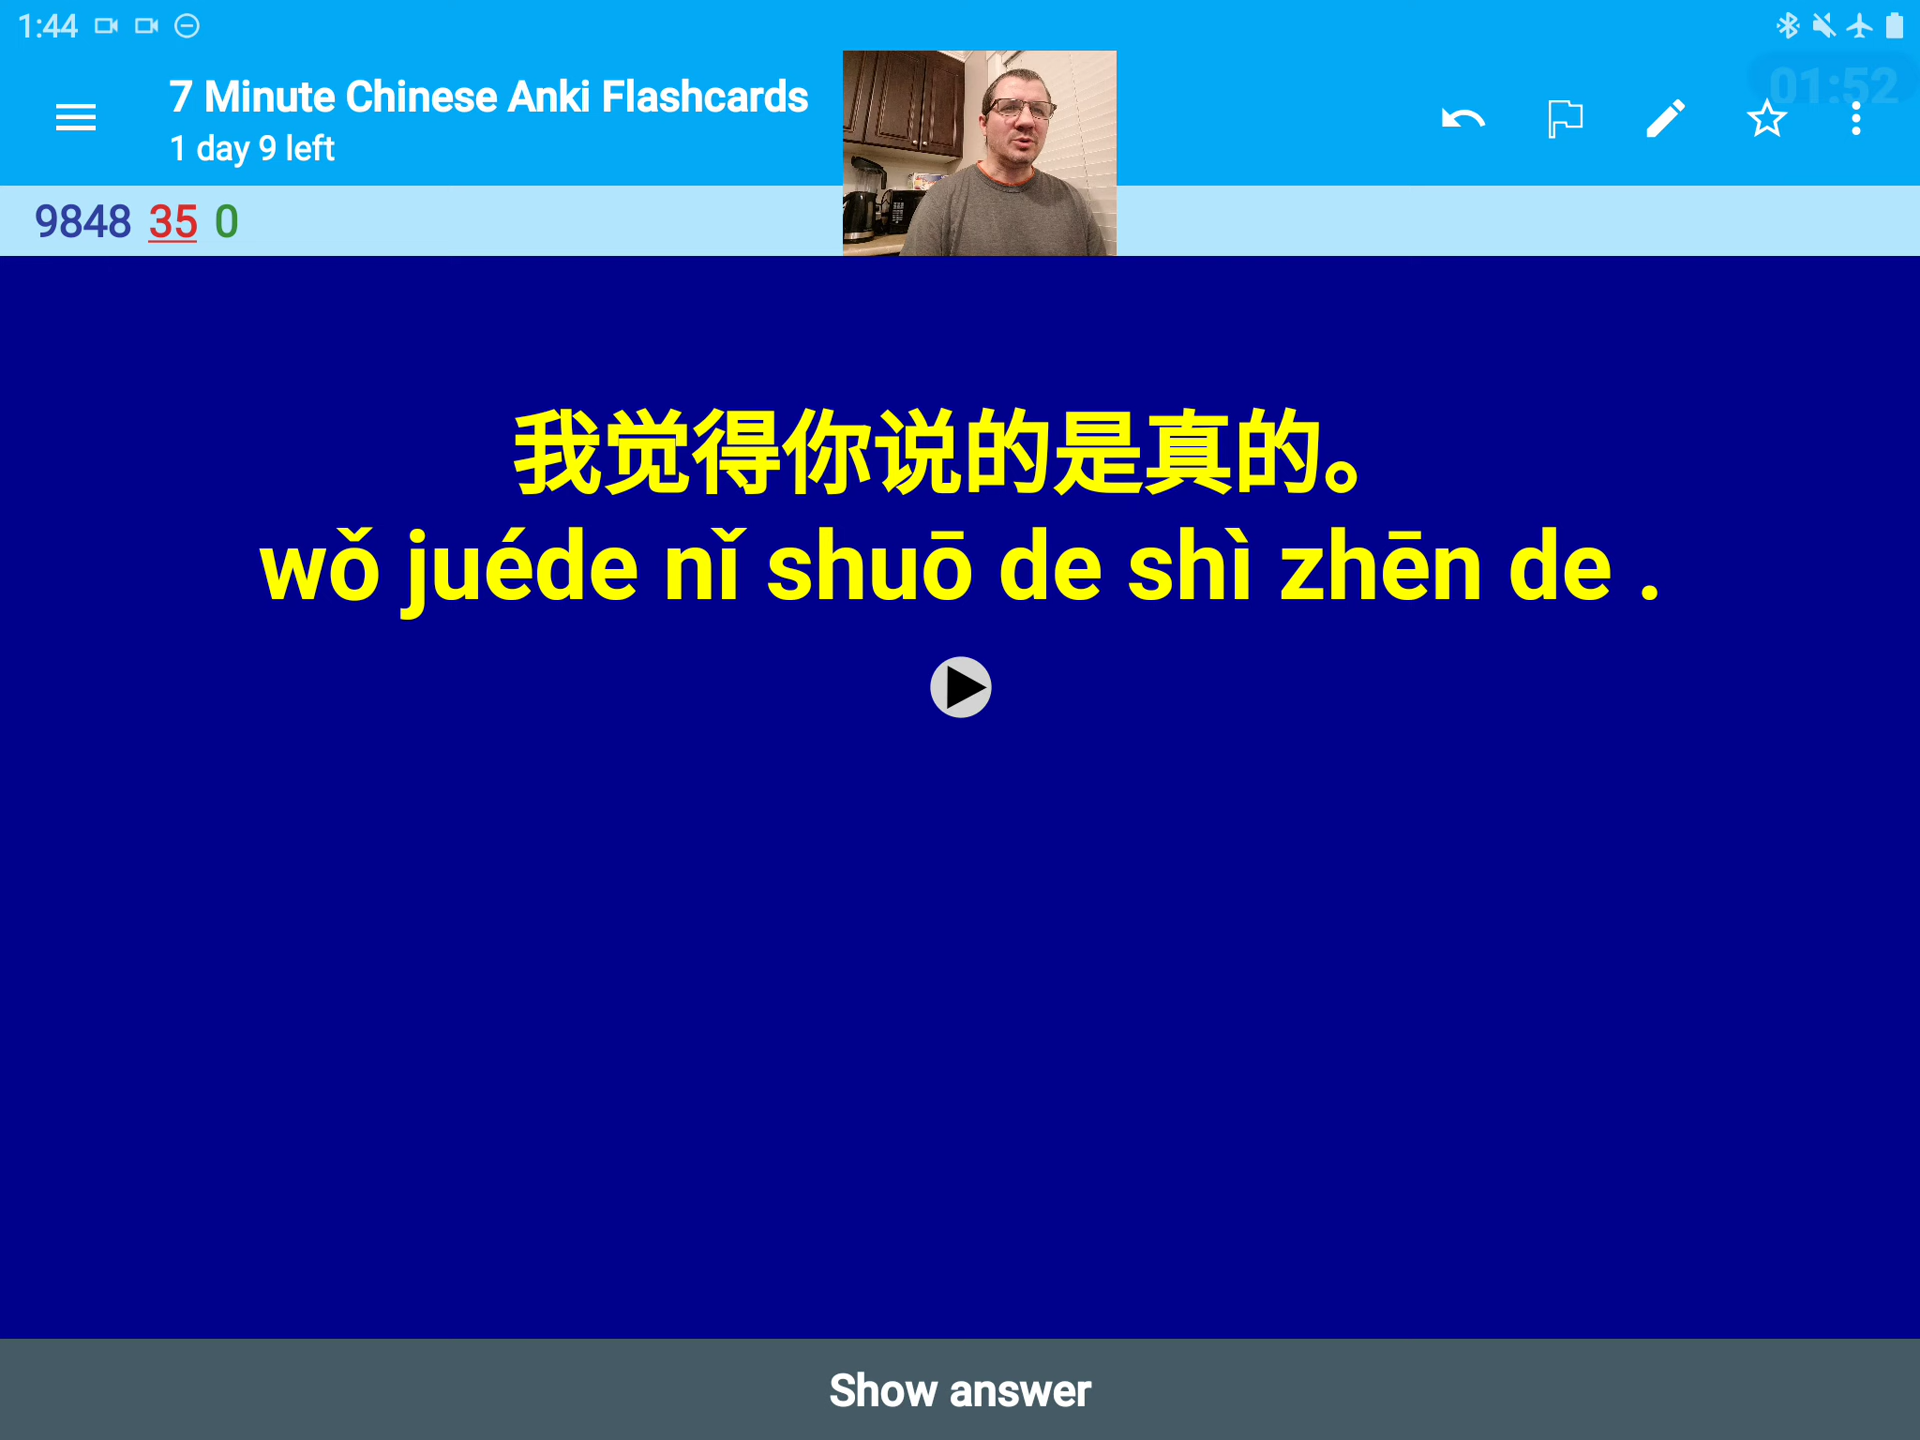 1:44
01:52
7 Minute Chinese Anki Flashcards
1 day 9 left
9848 35 0
我觉得你说的是真的。
wǒ juéde nǐ shuō de shì zhēn de .
Show answer